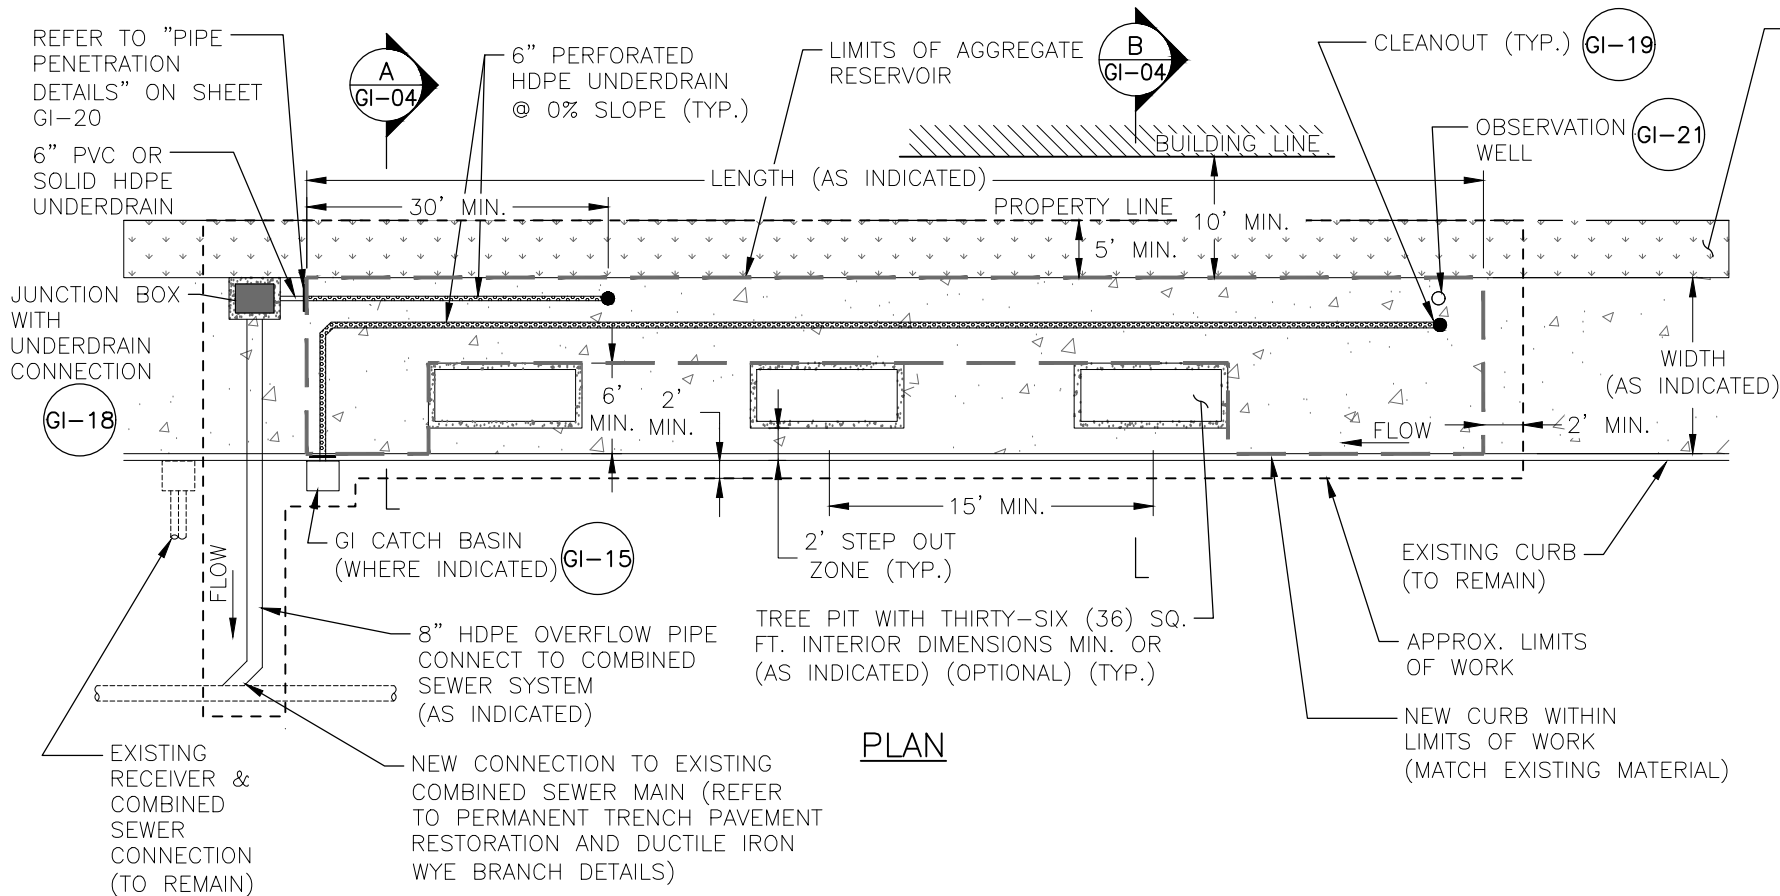 REFER TO "PIPE
PENETRATION
DETAILS" ON SHEET
GI-20
6" PVC OR
SOLID HDPE
UNDERDRAIN
A
GI-04
6" PERFORATED
HDPE UNDERDRAIN
@ 0% SLOPE (TYP.)
LIMITS OF AGGREGATE
RESERVOIR
B
GI-04
CLEANOUT (TYP.)
GI-19
OBSERVATION
WELL
GI-21
BUILDING LINE
LENGTH (AS INDICATED)
30' MIN.
PROPERTY LINE
10' MIN.
5' MIN.
JUNCTION BOX
WITH
UNDERDRAIN
CONNECTION
GI-18
WIDTH
(AS INDICATED)
6'
MIN.
2'
MIN.
FLOW
2' MIN.
15' MIN.
GI CATCH BASIN
(WHERE INDICATED)
GI-15
2' STEP OUT
ZONE (TYP.)
EXISTING CURB
(TO REMAIN)
FLOW
8" HDPE OVERFLOW PIPE
CONNECT TO COMBINED
SEWER SYSTEM
(AS INDICATED)
TREE PIT WITH THIRTY-SIX (36) SQ.
FT. INTERIOR DIMENSIONS MIN. OR
(AS INDICATED) (OPTIONAL) (TYP.)
APPROX. LIMITS
OF WORK
NEW CURB WITHIN
LIMITS OF WORK
(MATCH EXISTING MATERIAL)
PLAN
EXISTING
RECEIVER &
COMBINED
SEWER
CONNECTION
(TO REMAIN)
NEW CONNECTION TO EXISTING
COMBINED SEWER MAIN (REFER
TO PERMANENT TRENCH PAVEMENT
RESTORATION AND DUCTILE IRON
WYE BRANCH DETAILS)